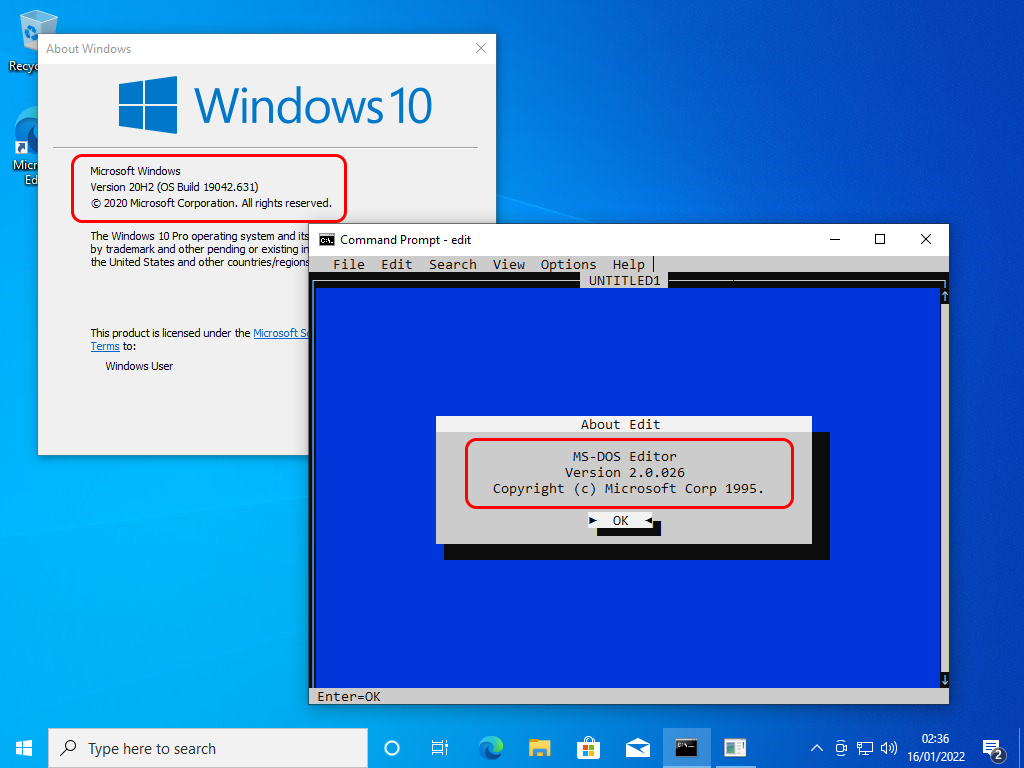 Recyc
Micr
Ed
About Windows
Windows 10
Microsoft Windows
Version 20H2 (OS Build 19042.631)
© 2020 Microsoft Corporation. All rights reserved.
The Windows 10 Pro operating system and its
by trademark and other pending or existing in
the United States and other countries/regions
This product is licensed under the Microsoft So
Terms to:
Windows User
C:\.
Command Prompt - edit
File Edit Search View Options Help
UNTITLED1
About Edit
MS-DOS Editor
Version 2.0.026
Copyright (c) Microsoft Corp 1995.
OK
Enter=OK
Type here to search
02:36
16/01/2022
2